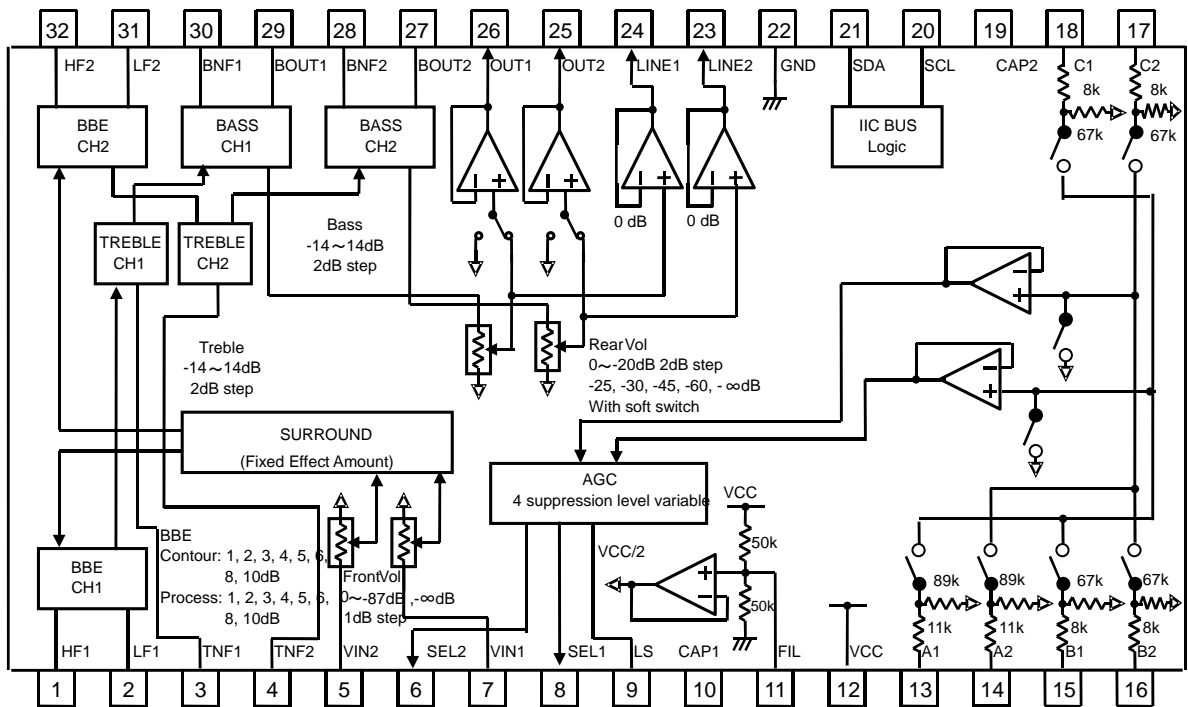 32 31 30 29 28 27 26 25 24 23 22 21 20 19 18 17
HF2 LF2 BNF1 BOUT1 BNF2 BOUT2 OUT1 OUT2 LINE1 LINE2 GND SDA SCL CAP2 C1 C2
8k 8k
67k 67k
BBE
CH2
BASS
CH1
BASS
CH2
IIC BUS
Logic
- + - + - + - +
0 dB 0 dB
TREBLE
CH1
TREBLE
CH2
Bass
-14～14dB
2dB step
-
+
Treble
-14～14dB
2dB step
RearVol
0～-20dB 2dB step
-25, -30, -45, -60, - ∞dB
With soft switch
-
+
SURROUND
(Fixed Effect Amount)
AGC
4 suppression level variable
VCC
50k
VCC/2
+
-
50k
BBE
CH1
BBE
Contour: 1, 2, 3, 4, 5, 6,
8, 10dB
Process: 1, 2, 3, 4, 5, 6,
8, 10dB
FrontVol
0～-87dB ,-∞dB
1dB step
89k 89k 67k 67k
11k 11k 8k 8k
HF1 LF1 TNF1 TNF2 VIN2 SEL2 VIN1 SEL1 LS CAP1 FIL VCC A1 A2 B1 B2
1 2 3 4 5 6 7 8 9 10 11 12 13 14 15 16